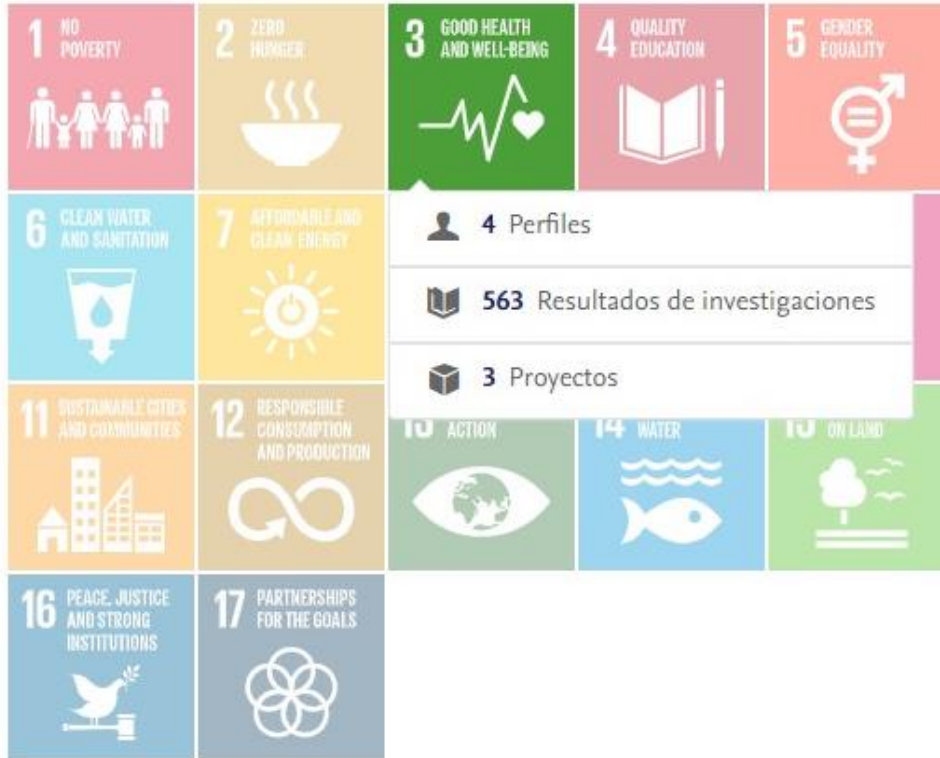 1 NO
POVERTY
2 ZERO
HUNGER
3 GOOD HEALTH
AND WELL-BEING
4 QUALITY
EDUCATION
5 GENDER
EQUALITY
6 CLEAN WATER
AND SANITATION
7 AFFORDABLE AND
CLEAN ENERGY
4 Perfiles
563 Resultados de investigaciones
3 Proyectos
11 SUSTAINABLE CITIES
AND COMMUNITIES
12 RESPONSIBLE
CONSUMPTION
AND PRODUCTION
13 ACTION
14 WATER
15 ON LAND
16 PEACE, JUSTICE
AND STRONG
INSTITUTIONS
17 PARTNERSHIPS
FOR THE GOALS